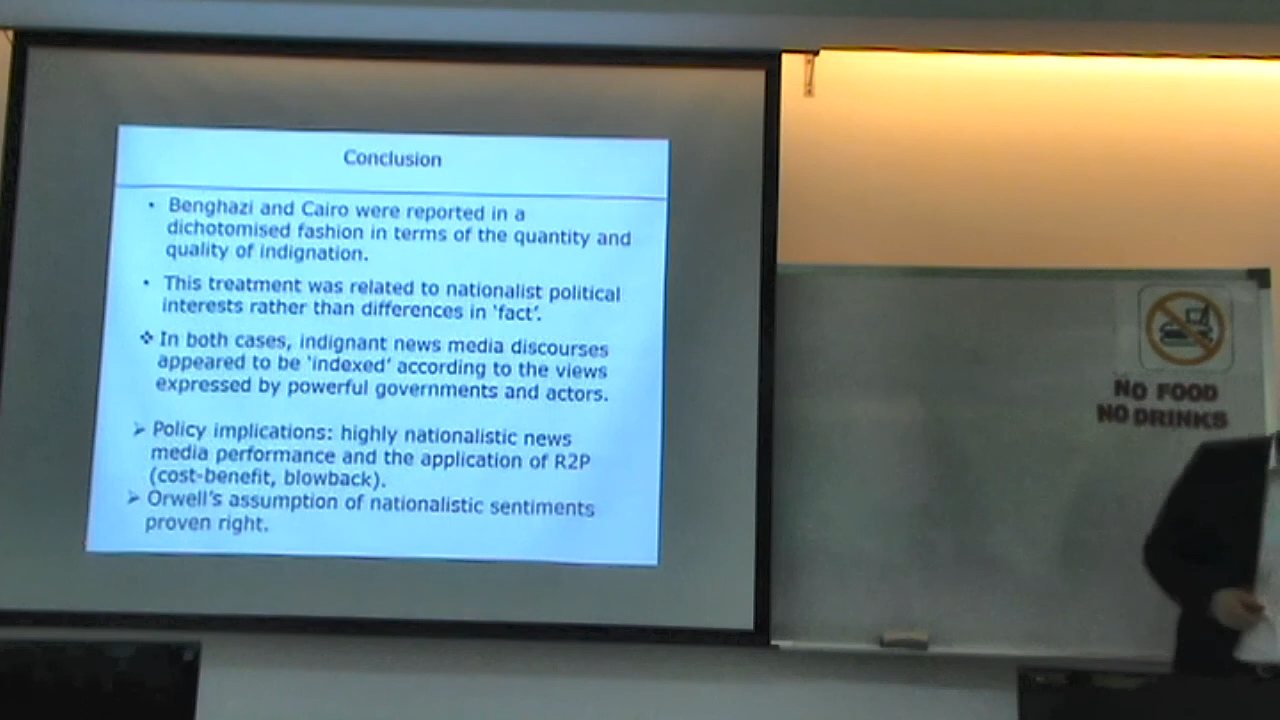 Conclusion
• Benghazi and Cairo were reported in a
dichotomised fashion in terms of the quantity and
quality of indignation.
• This treatment was related to nationalist political
interests rather than differences in 'fact'.
❖ In both cases, indignant news media discourses
appeared to be 'indexed' according to the views
expressed by powerful governments and actors.
➢ Policy implications: highly nationalistic news
media performance and the application of R2P
(cost-benefit, blowback).
➢ Orwell's assumption of nationalistic sentiments
proven right.
NO FOOD
NO DRINKS